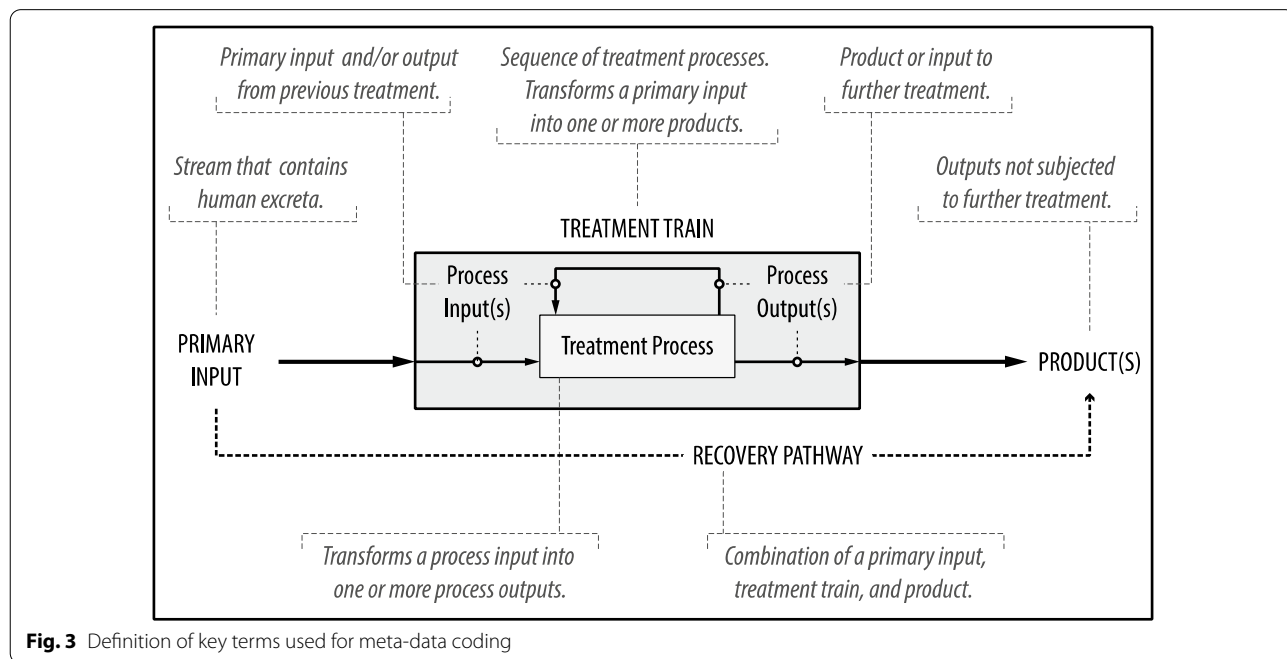 Primary input and/or output
from previous treatment.
Sequence of treatment processes.
Transforms a primary input
into one or more products.
Product or input to
further treatment.
Stream that contains
human excreta.
Outputs not subjected
to further treatment.
TREATMENT TRAIN
Process
Input(s)
Process
Output(s)
Treatment Process
PRIMARY
INPUT
PRODUCT(S)
RECOVERY PATHWAY
Transforms a process input into
one or more process outputs.
Combination of a primary input,
treatment train, and product.
Fig. 3 Definition of key terms used for meta-data coding